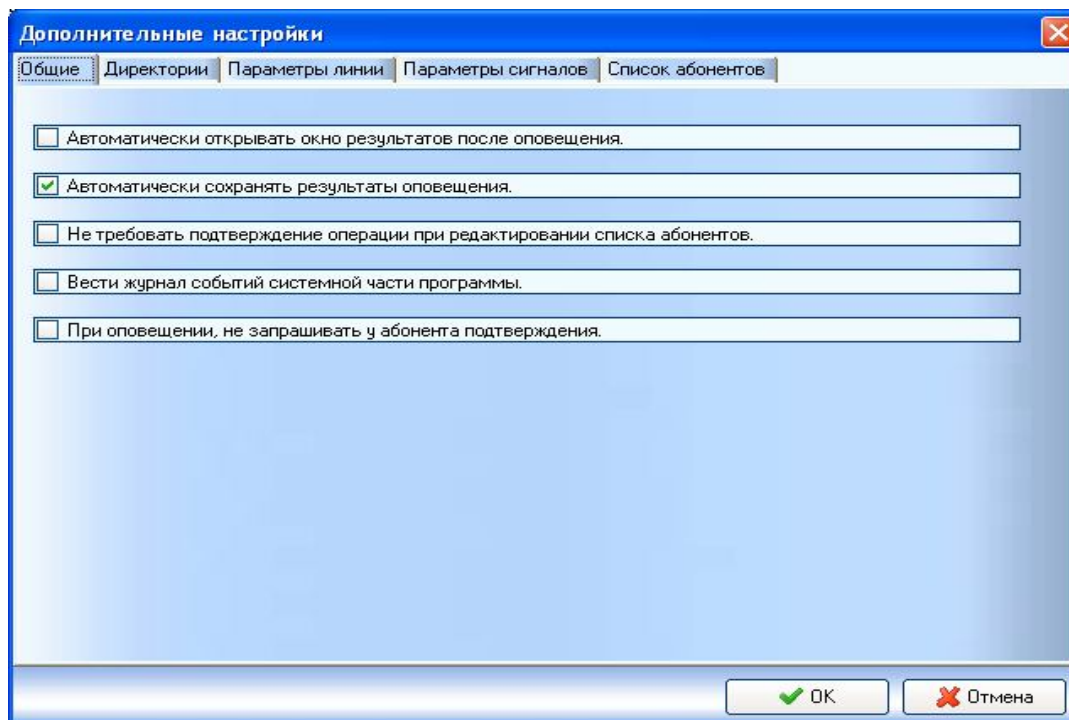 Дополнительные настройки
Общие Директории Параметры линии Параметры сигналов Список абонентов
Автоматически открывать окно результатов после оповещения.
Автоматически сохранять результаты оповещения.
Не требовать подтверждение операции при редактировании списка абонентов.
Вести журнал событий системной части программы.
При оповещении, не запрашивать у абонента подтверждения.
OK Отмена